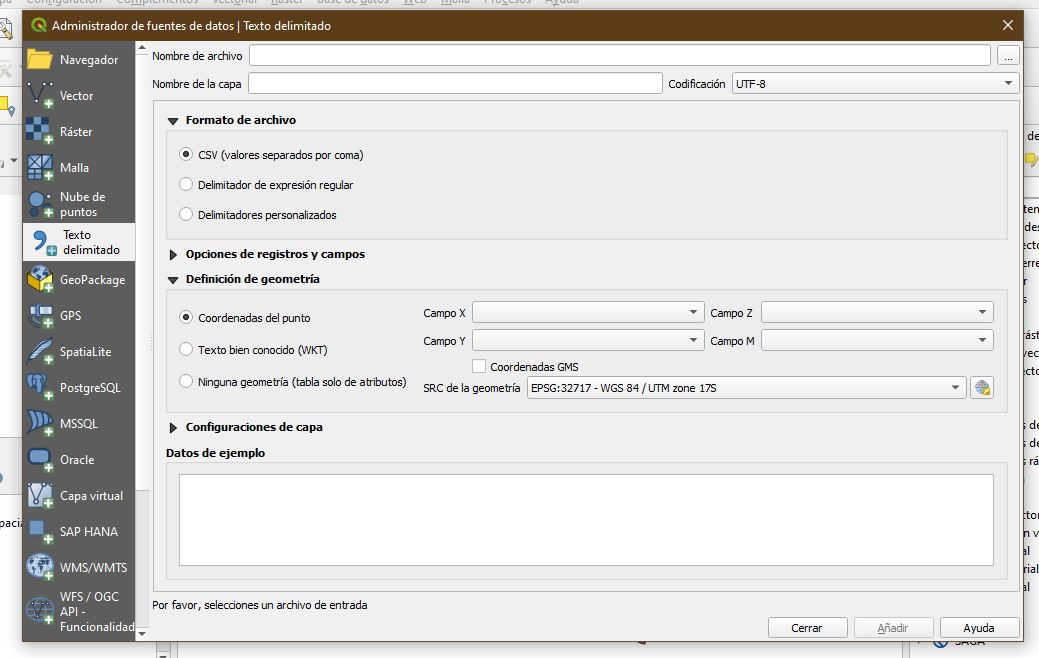 Administrador de fuentes de datos | Texto delimitado
Navegador
Vector
Ráster
Malla
Nube de
puntos
Texto
delimitado
GeoPackage
GPS
SpatiaLite
PostgreSQL
MSSQL
Oracle
Capa virtual
SAP HANA
WMS/WMTS
WFS / OGC
API -
Funcionalidad
Nombre de archivo
...
Nombre de la capa
Codificación UTF-8
Formato de archivo
CSV (valores separados por coma)
Delimitador de expresión regular
Delimitadores personalizados
Opciones de registros y campos
Definición de geometría
Coordenadas del punto
Campo X
Campo Z
Texto bien conocido (WKT)
Campo Y
Campo M
Coordenadas GMS
Ninguna geometría (tabla solo de atributos)
SRC de la geometría EPSG:32717 - WGS 84 / UTM zone 17S
Configuraciones de capa
Datos de ejemplo
Por favor, selecciones un archivo de entrada
Cerrar
Añadir
Ayuda